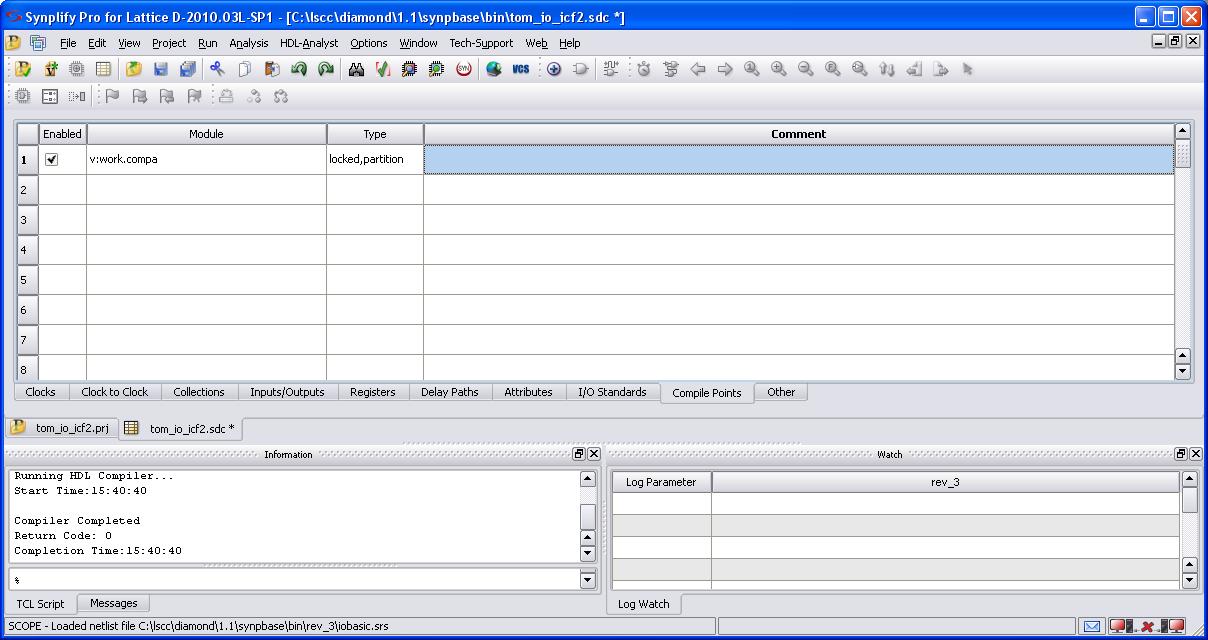 Synplify Pro for Lattice D-2010.03L-SP1 - [C:\lscc\diamond\1.1\synpbase\bin\tom_io_icf2.sdc *]
File Edit View Project Run Analysis HDL-Analyst Options Window Tech-Support Web Help
SYN VCS
Enabled Module Type Comment
1 v:work.compa locked,partition
2
3
4
5
6
7
8
Clocks Clock to Clock Collections Inputs/Outputs Registers Delay Paths Attributes I/O Standards Compile Points Other
tom_io_icf2.prj tom_io_icf2.sdc *
Information
Running HDL Compiler...
Start Time:15:40:40
Compiler Completed
Return Code: 0
Completion Time:15:40:40
%
TCL Script Messages
Watch
Log Parameter rev_3
Log Watch
SCOPE - Loaded netlist file C:\lscc\diamond\1.1\synpbase\bin\rev_3\iobasic.srs